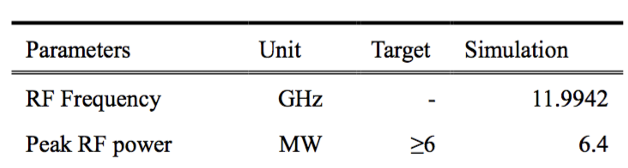 Parameters Unit Target Simulation
RF Frequency GHz - 11.9942
Peak RF power MW ≥6 6.4